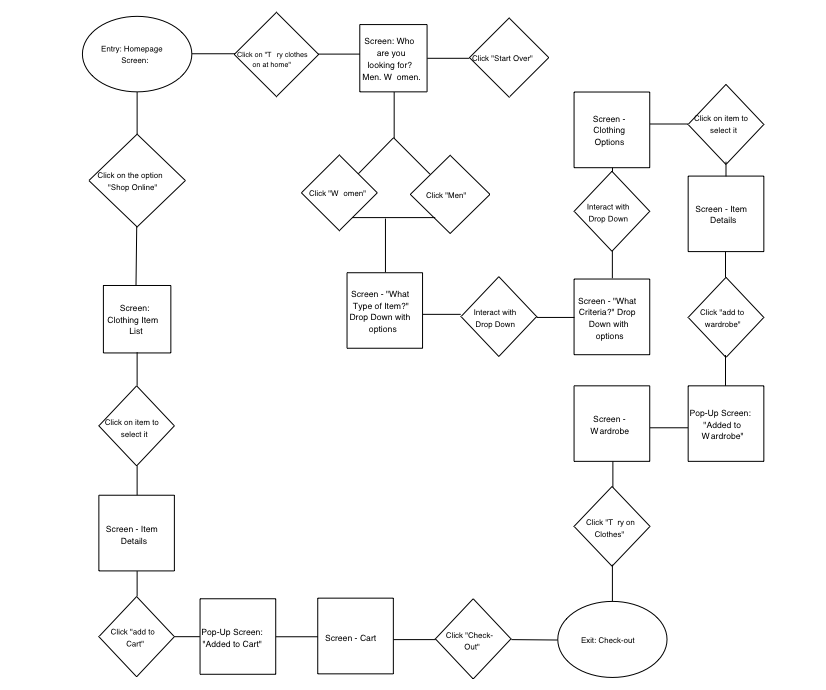 Entry: Homepage
Screen:
Click on "T ry clothes
on at home"
Screen: Who
are you
looking for?
Men. W omen.
Click "Start Over"
Click on the option
"Shop Online"
Click "W omen"
Click "Men"
Screen -
Clothing
Options
Click on item to
select it
Interact with
Drop Down
Screen - Item
Details
Screen:
Clothing Item
List
Screen - "What
Type of Item?"
Drop Down with
options
Interact with
Drop Down
Screen - "What
Criteria?" Drop
Down with
options
Click "add to
wardrobe"
Click on item to
select it
Screen -
Wardrobe
Pop-Up Screen:
"Added to
Wardrobe"
Screen - Item
Details
Click "T ry on
Clothes"
Click "add to
Cart"
Pop-Up Screen:
"Added to Cart"
Screen - Cart
Click "Check-
Out"
Exit: Check-out